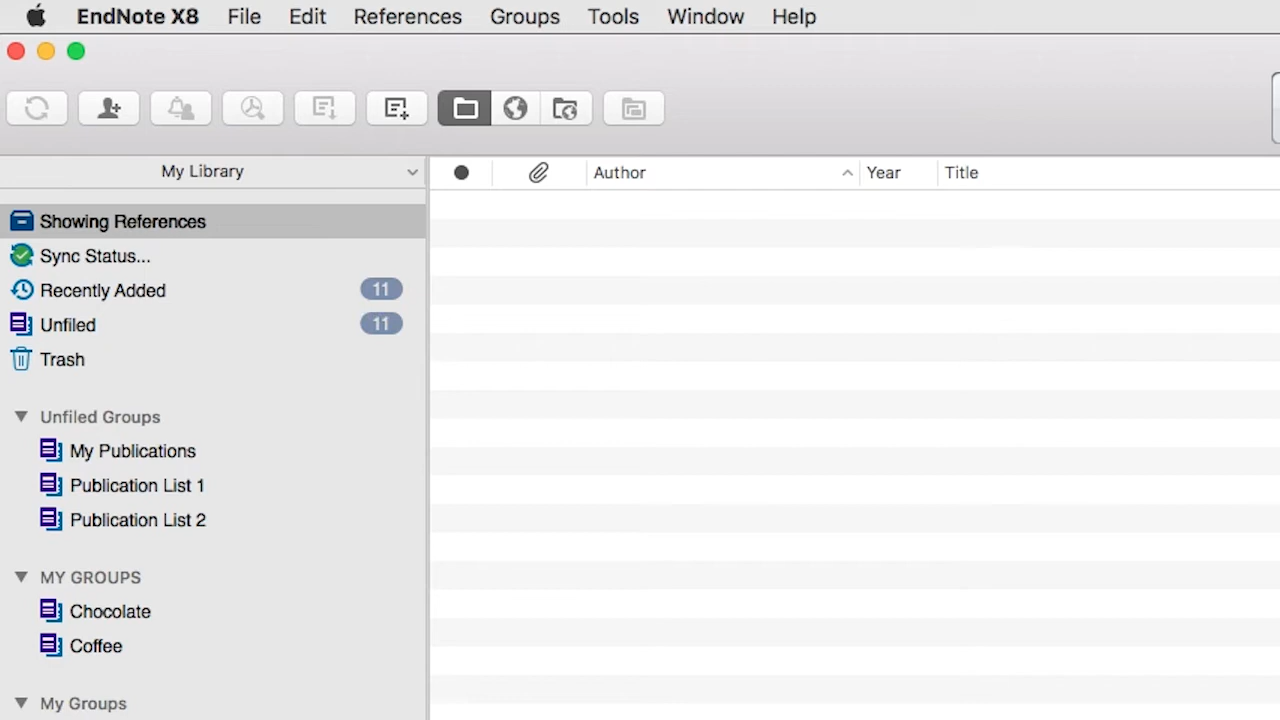 EndNote X8 File Edit References Groups Tools Window Help
My Library
Author Year Title
Showing References
Sync Status...
Recently Added 11
Unfiled 11
Trash
Unfiled Groups
My Publications
Publication List 1
Publication List 2
MY GROUPS
Chocolate
Coffee
My Groups